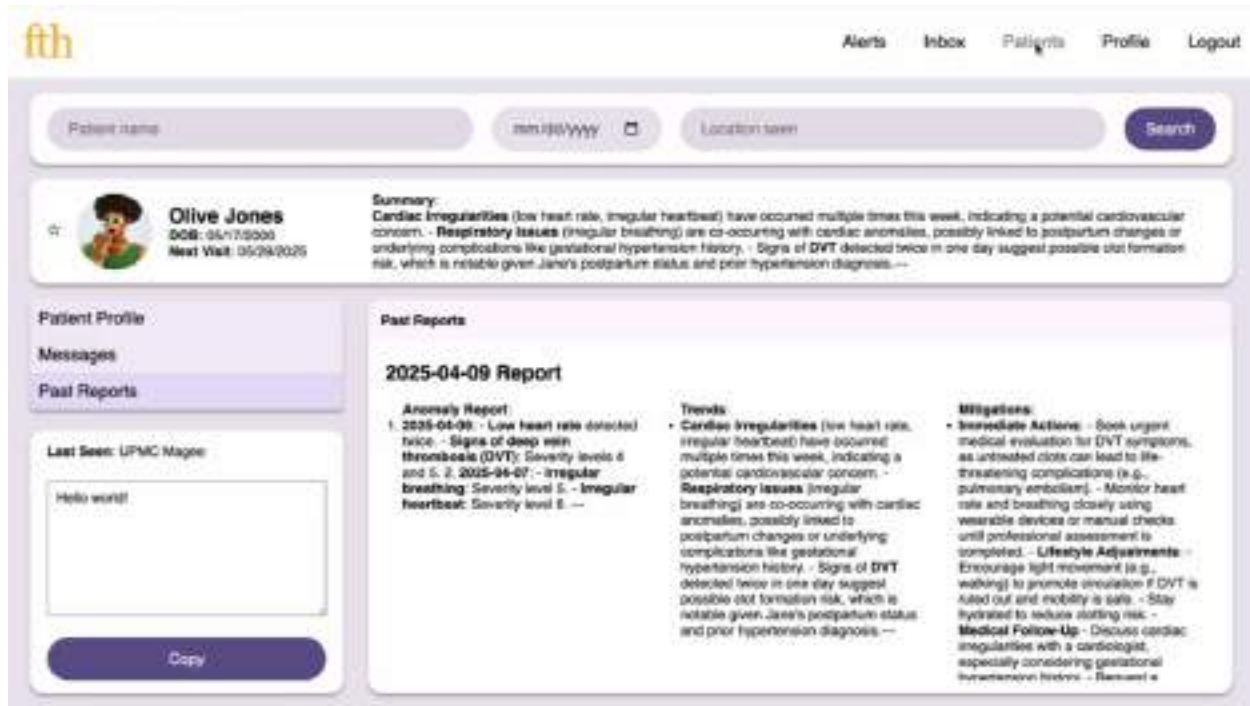 fth
Alerts Inbox Patients Profile Logout
Patient name
mm/dd/yyyy
Location seen
Search
Olive Jones
DOB: 05/17/2000
Next Visit: 05/29/2025
Summary:
Cardiac Irregularities (low heart rate, irregular heartbeat) have occurred multiple times this week, indicating a potential cardiovascular
concern. - Respiratory Issues (irregular breathing) are co-occurring with cardiac anomalies, possibly linked to postpartum changes or
underlying complications like gestational hypertension history. - Signs of DVT detected twice in one day suggest possible clot formation
risk, which is notable given Jane's postpartum status and prior hypertension diagnosis.---
Patient Profile
Messages
Past Reports
Last Seen: UPMC Magee
Hello world!
Copy
Past Reports
2025-04-09 Report
Anomaly Report:
1. 2025-04-06: - Low heart rate detected
twice. - Signs of deep vein
thrombosis (DVT): Severity levels 4
and 5. 2. 2025-04-07: - Irregular
breathing: Severity level 5. - Irregular
heartbeat: Severity level 6. ---
Trends:
• Cardiac Irregularities (low heart rate,
irregular heartbeat) have occurred
multiple times this week, indicating a
potential cardiovascular concern. -
Respiratory Issues (irregular
breathing) are co-occurring with cardiac
anomalies, possibly linked to
postpartum changes or underlying
complications like gestational
hypertension history. - Signs of DVT
detected twice in one day suggest
possible clot formation risk, which is
notable given Jane's postpartum status
and prior hypertension diagnosis.---
Mitigations:
• Immediate Actions: - Seek urgent
medical evaluation for DVT symptoms,
as untreated clots can lead to life-
threatening complications (e.g.,
pulmonary embolism). - Monitor heart
rate and breathing closely using
wearable devices or manual checks
until professional assessment is
completed. - Lifestyle Adjustments: -
Encourage light movement (e.g.,
walking) to promote circulation if DVT is
ruled out and mobility is safe. - Stay
hydrated to reduce clotting risk. -
Medical Follow-Up - Discuss cardiac
irregularities with a cardiologist,
especially considering gestational
hypertension history. - Request a